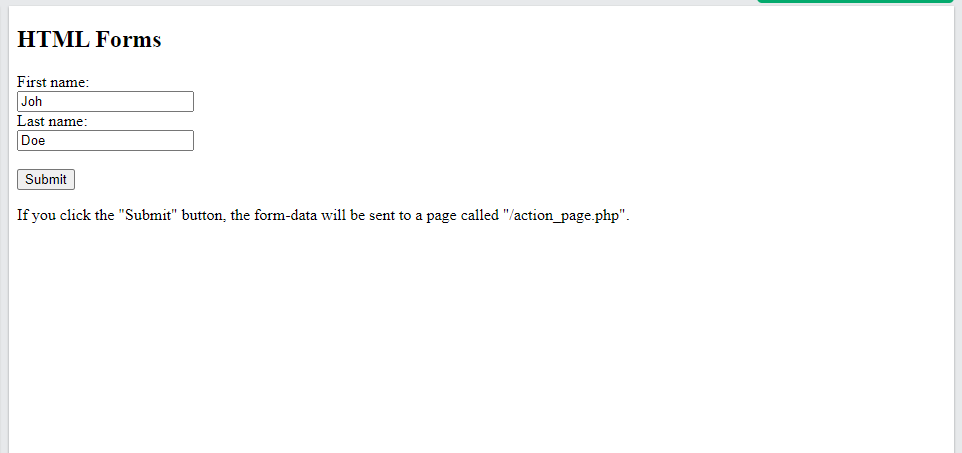 HTML Forms
First name:
Joh
Last name:
Doe
Submit
If you click the "Submit" button, the form-data will be sent to a page called "/action_page.php".